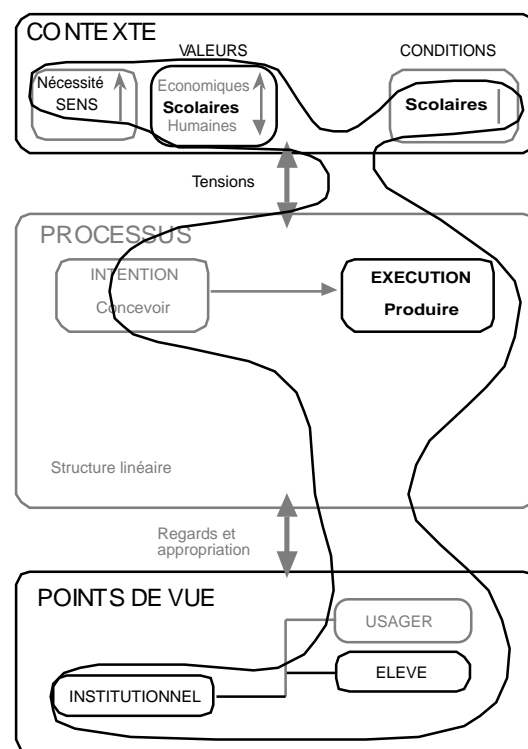 CONTEXTE
VALEURS
CONDITIONS
Nécessité
SENS
Economiques
Scolaires
Humaines
Scolaires
Tensions
PROCESSUS
INTENTION
Concevoir
EXECUTION
Produire
Structure linéaire
Regards et
appropriation
POINTS DE VUE
USAGER
ELEVE
INSTITUTIONNEL